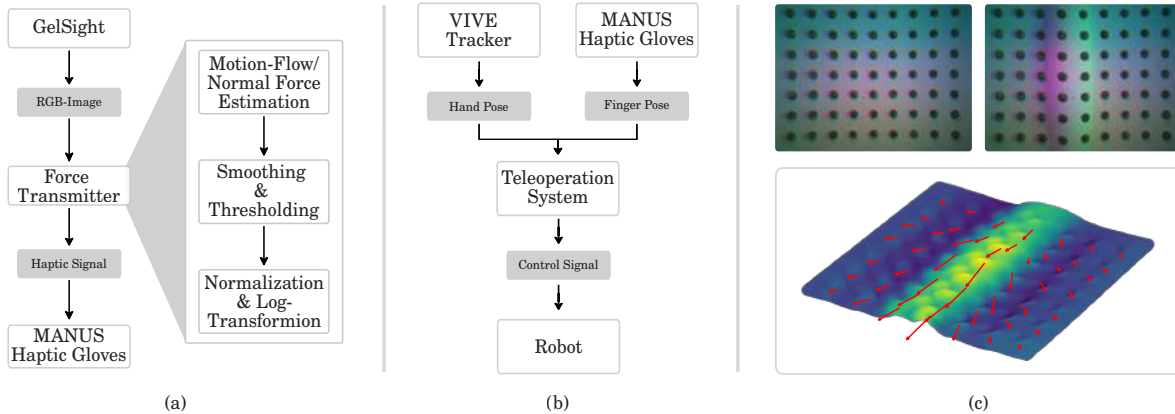 GelSight
RGB-Image
Force
Transmitter
Haptic Signal
MANUS
Haptic Gloves
Motion-Flow/
Normal Force
Estimation
Smoothing
&
Thresholding
Normalization
& Log-
Transformion
(a)
VIVE
Tracker
MANUS
Haptic Gloves
Hand Pose
Finger Pose
Teleoperation
System
Control Signal
Robot
(b)
(c)